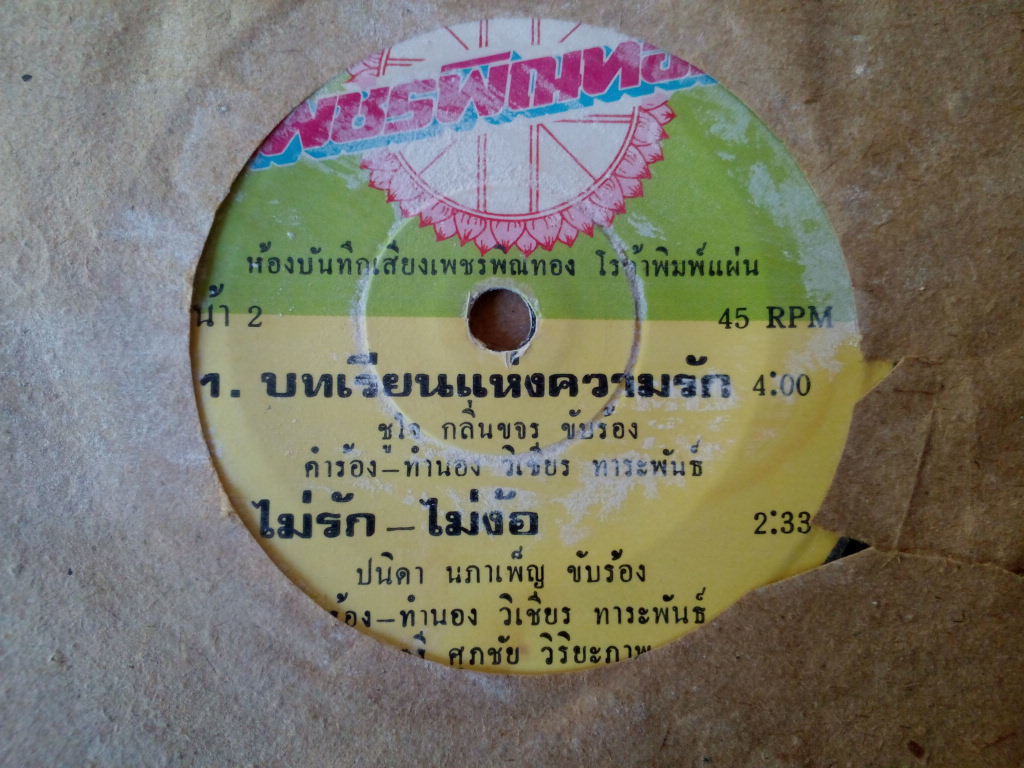 เพชรพิณทอง
ห้องบันทึกเสียงเพชรพิณทอง โรต้าพิมพ์แผ่น
น้า 2 45 RPM
1. บทเรียนแห่งความรัก 4:00
ชูใจ กลิ่นขจร ขับร้อง
คำร้อง–ทำนอง วิเชียร ทาระพันธ์
ไม่รัก – ไม่ง้อ 2:33
ปนิดา นภาเพ็ญ ขับร้อง
ร้อง–ทำนอง วิเชียร ทาระพันธ์
ศภชัย วิริยะภาพ